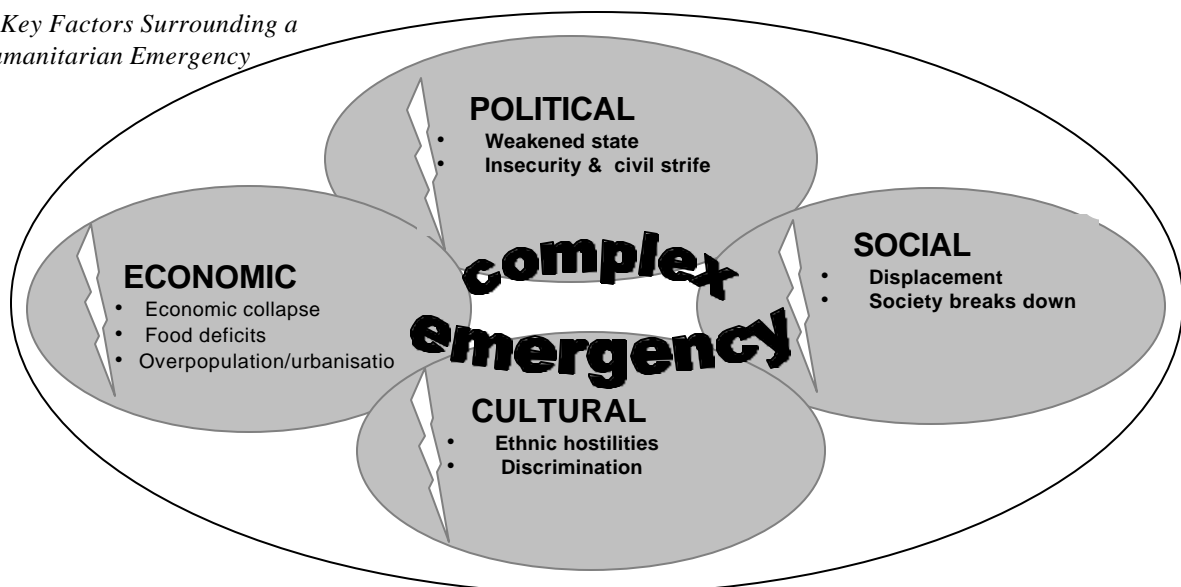 Key Factors Surrounding a
manitarian Emergency
POLITICAL
• Weakened state
• Insecurity & civil strife
ECONOMIC
• Economic collapse
• Food deficits
• Overpopulation/urbanisatio
complex
emergency
SOCIAL
• Displacement
• Society breaks down
CULTURAL
• Ethnic hostilities
• Discrimination